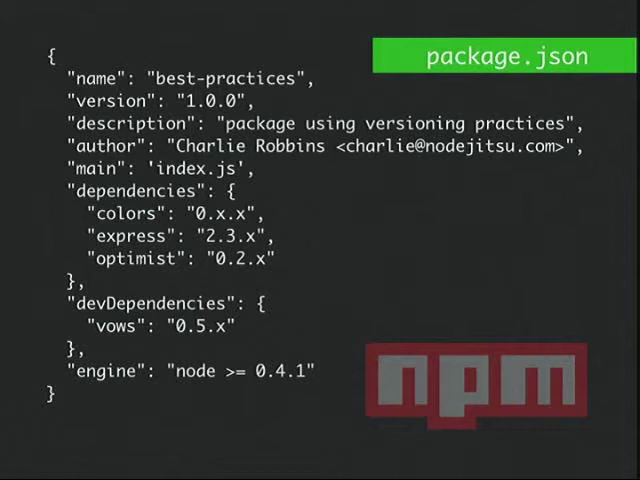 package.json
{
  "name": "best-practices",
  "version": "1.0.0",
  "description": "package using versioning practices",
  "author": "Charlie Robbins <charlie@nodejitsu.com>",
  "main": 'index.js',
  "dependencies": {
    "colors": "0.x.x",
    "express": "2.3.x",
    "optimist": "0.2.x"
  },
  "devDependencies": {
    "vows": "0.5.x"
  },
  "engine": "node >= 0.4.1"
}
npm